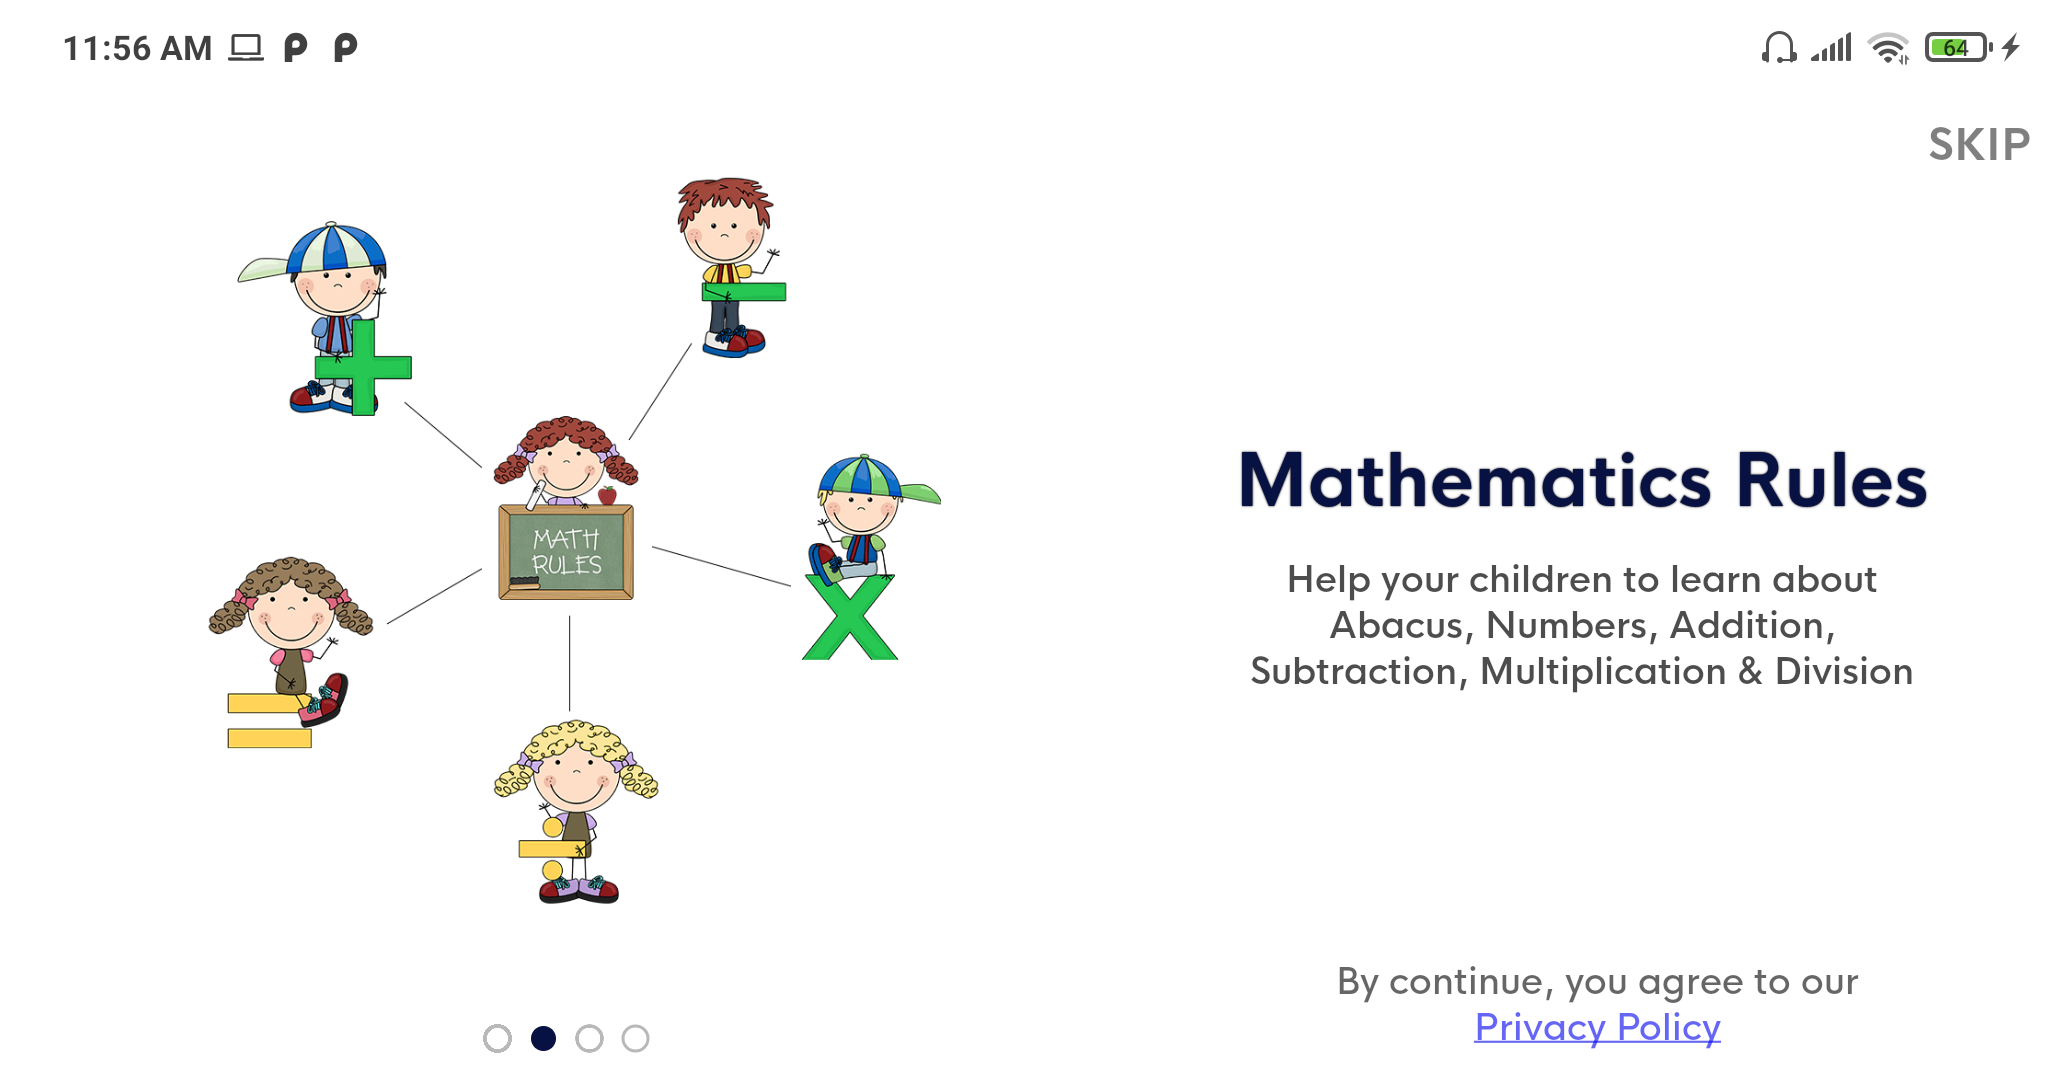 11:56 AM
64
SKIP
MATH
RULES
Mathematics Rules
Help your children to learn about
Abacus, Numbers, Addition,
Subtraction, Multiplication & Division
By continue, you agree to our
Privacy Policy